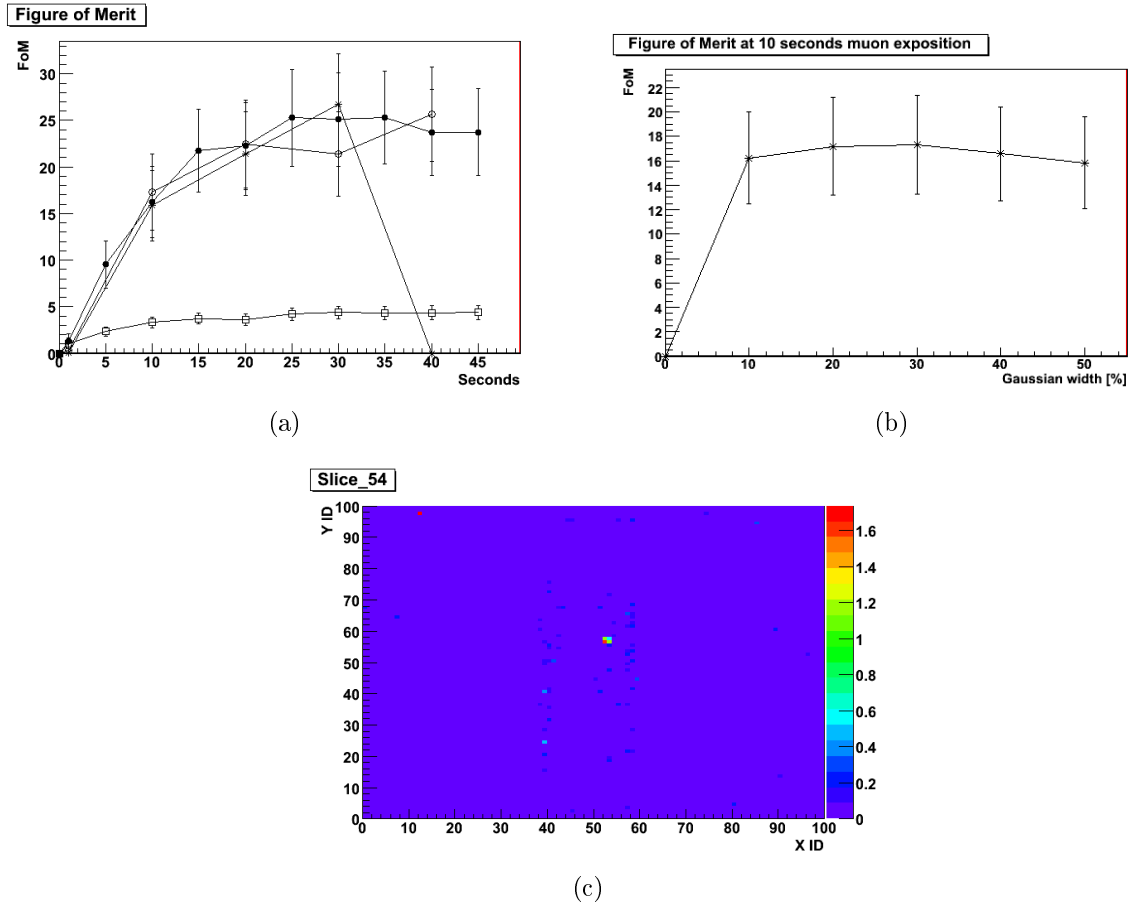 Figure of Merit
FoM
30
25
20
15
10
5
0
0 5 10 15 20 25 30 35 40 45
Seconds
(a)
Figure of Merit at 10 seconds muon exposition
FoM
22
20
18
16
14
12
10
8
6
4
2
0
0 10 20 30 40 50
Gaussian width [%]
(b)
Slice_54
Y ID
100
90
80
70
60
50
40
30
20
10
0
0 10 20 30 40 50 60 70 80 90 100
X ID
1.6
1.4
1.2
1
0.8
0.6
0.4
0.2
0
(c)